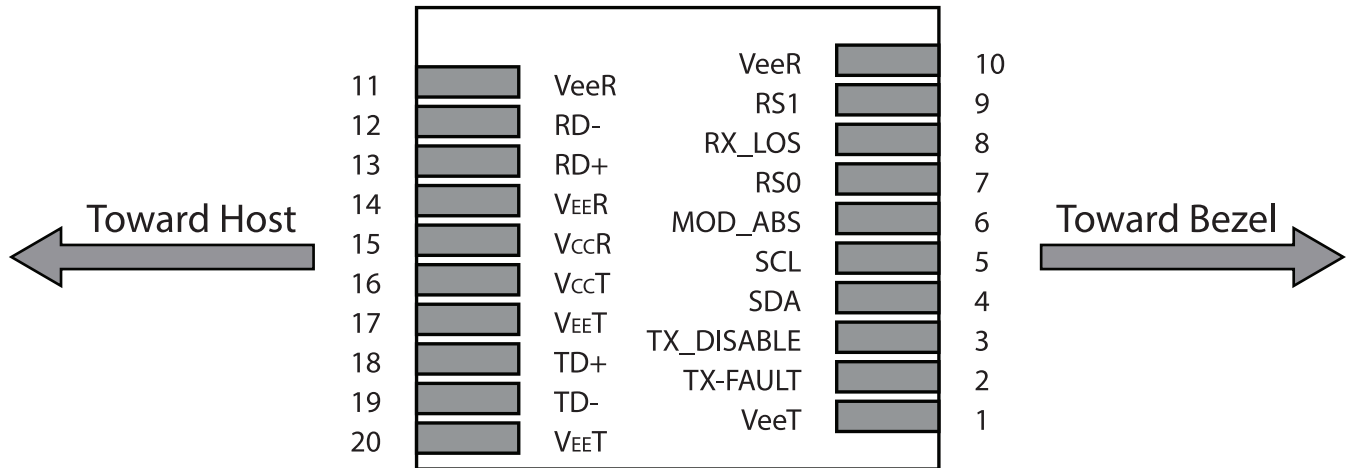 VeeR 10
11 VeeR
RS1 9
12 RD-
RX_LOS 8
13 RD+
RS0 7
14 VEER
MOD_ABS 6
15 VCCR
SCL 5
16 VCCT
SDA 4
17 VEET
TX_DISABLE 3
18 TD+
TX-FAULT 2
19 TD-
VeeT 1
20 VEET
Toward Host
Toward Bezel